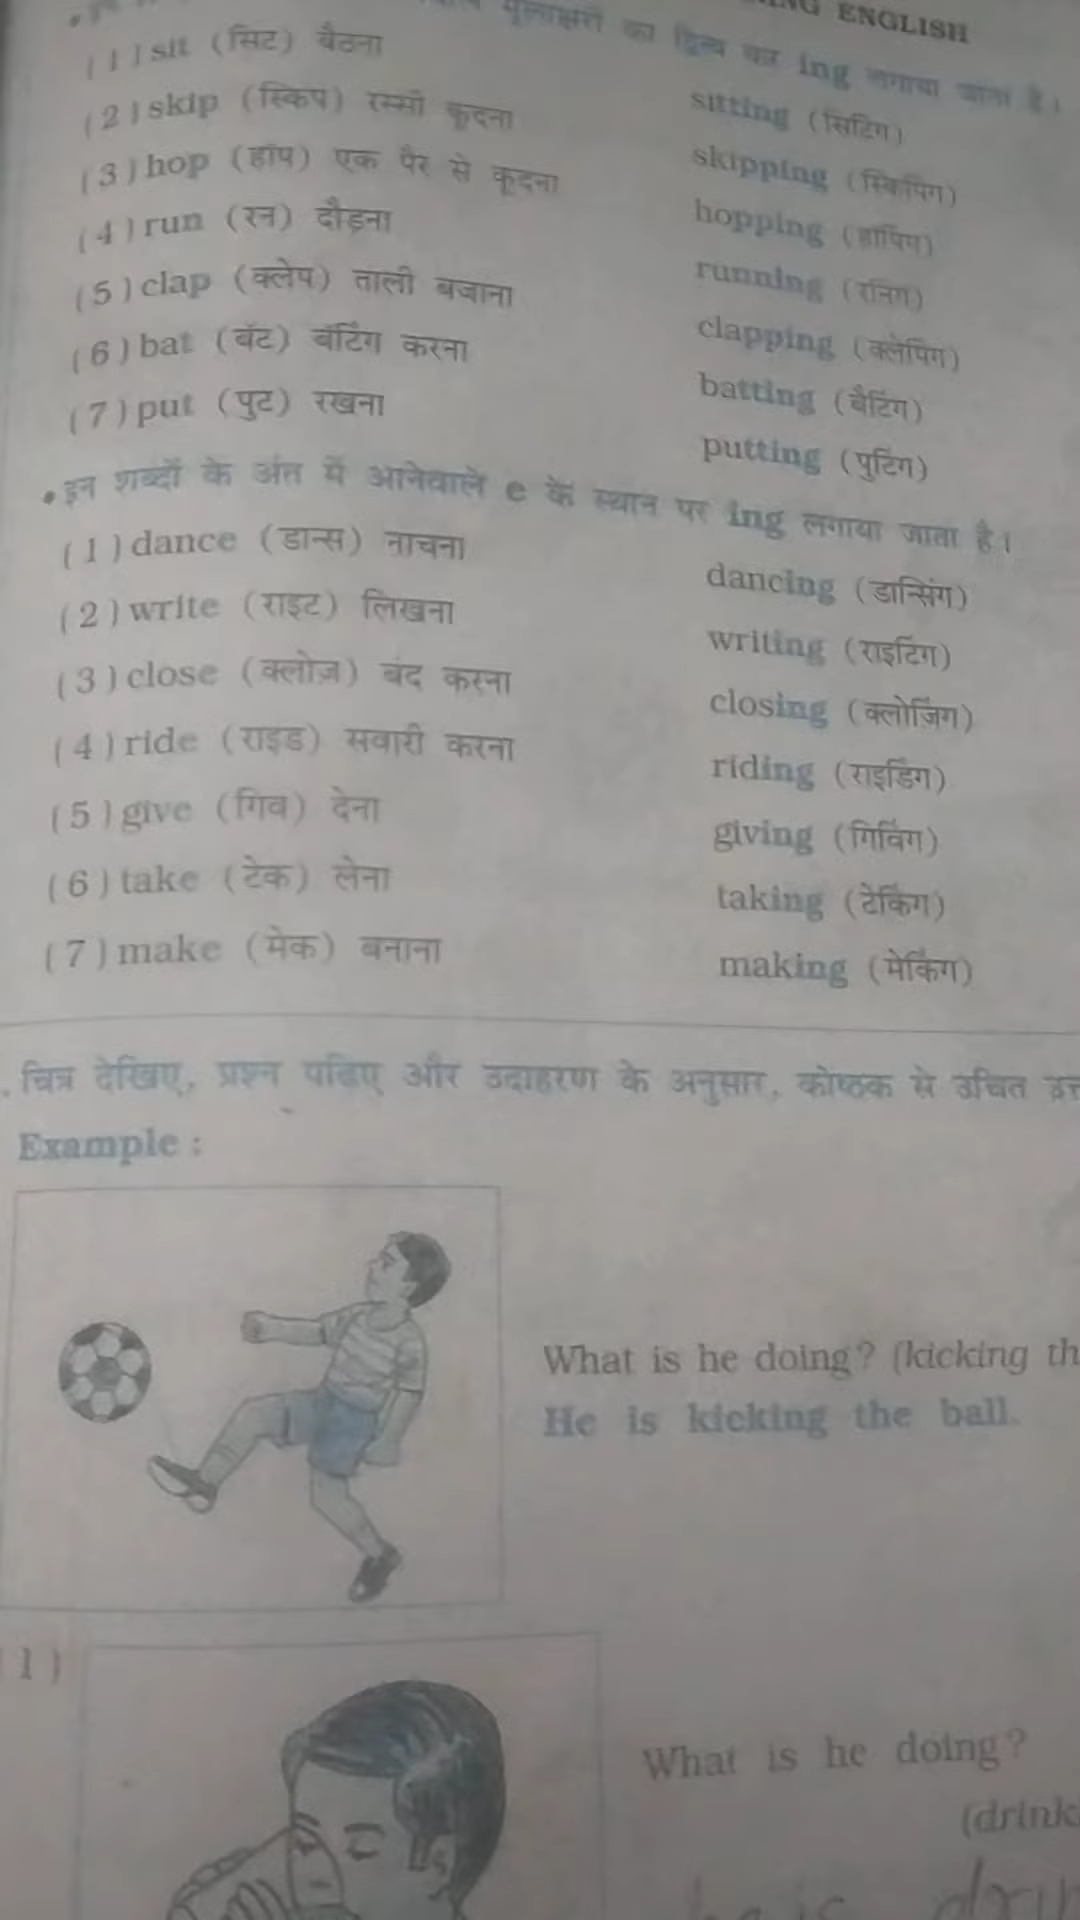 ENGLISH
का द्वित्व कर ing लगाया जाता है।
(1) sit (सिट) बैठना sitting (सिटिंग)
(2) skip (स्किप) रस्सी कूदना skipping (स्किपिंग)
(3) hop (हॉप) एक पैर से कूदना hopping (हॉपिंग)
(4) run (रन) दौड़ना running (रनिंग)
(5) clap (क्लेप) ताली बजाना clapping (क्लेपिंग)
(6) bat (बॅट) बॅटिंग करना batting (बैटिंग)
(7) put (पुट) रखना putting (पुटिंग)
• इन शब्दों के अंत में आनेवाले e के स्थान पर ing लगाया जाता है।
(1) dance (डान्स) नाचना dancing (डान्सिंग)
(2) write (राइट) लिखना writing (राइटिंग)
(3) close (क्लोज़) बंद करना closing (क्लोजिंग)
(4) ride (राइड) सवारी करना riding (राइडिंग)
(5) give (गिव) देना giving (गिविंग)
(6) take (टेक) लेना taking (टेकिंग)
(7) make (मेक) बनाना making (मेकिंग)
. चित्र देखिए, प्रश्न पढिए और उदाहरण के अनुसार, कोष्ठक से उचित
Example :
What is he doing? (kicking th
He is kicking the ball.
1)
What is he doing?
(drink
he is